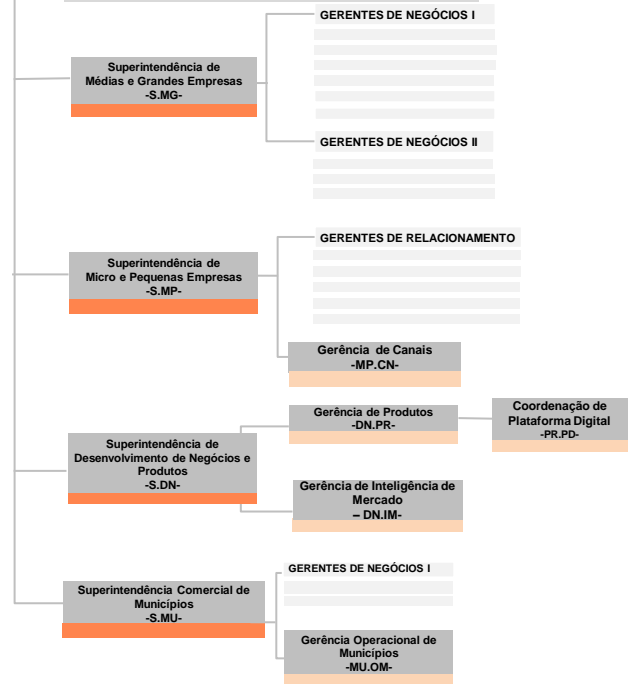 GERENTES DE NEGÓCIOS I
Superintendência de
Médias e Grandes Empresas
-S.MG-
GERENTES DE NEGÓCIOS II
GERENTES DE RELACIONAMENTO
Superintendência de
Micro e Pequenas Empresas
-S.MP-
Gerência de Canais
-MP.CN-
Gerência de Produtos
-DN.PR-
Coordenação de
Plataforma Digital
-PR.PD-
Superintendência de
Desenvolvimento de Negócios e
Produtos
-S.DN-
Gerência de Inteligência de
Mercado
– DN.IM-
GERENTES DE NEGÓCIOS I
Superintendência Comercial de
Municípios
-S.MU-
Gerência Operacional de
Municípios
-MU.OM-